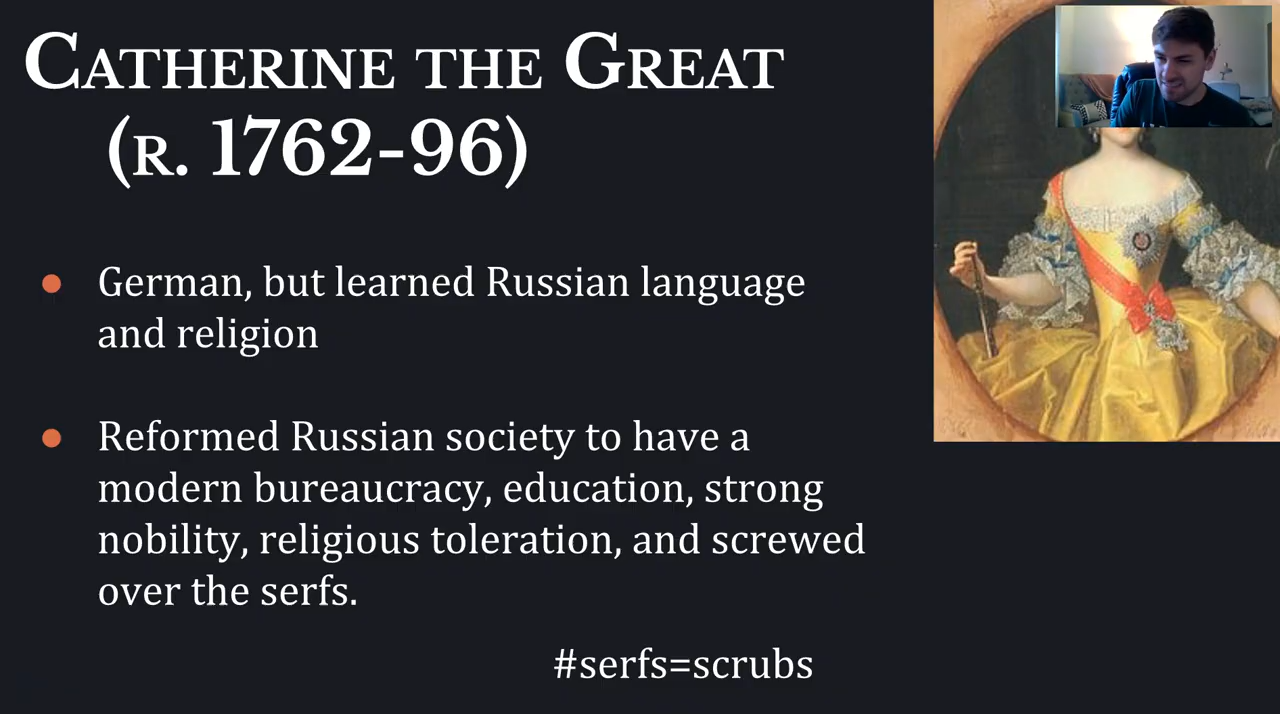 Catherine the Great
(r. 1762-96)
German, but learned Russian language
and religion
Reformed Russian society to have a
modern bureaucracy, education, strong
nobility, religious toleration, and screwed
over the serfs.
#serfs=scrubs